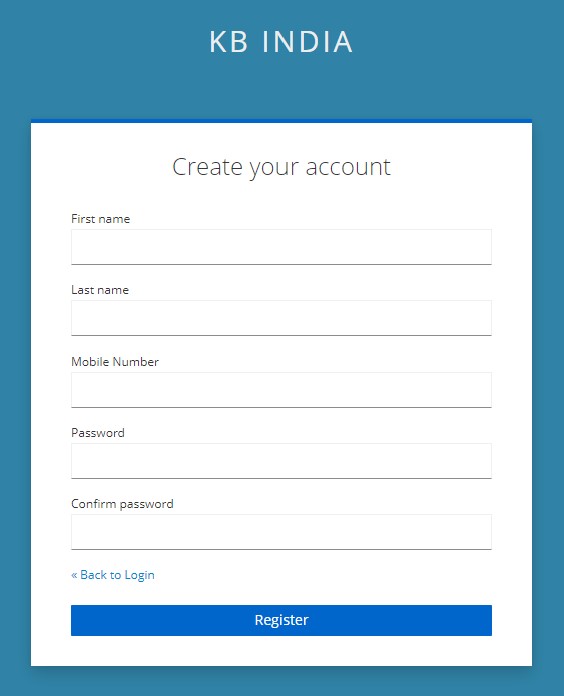 KB INDIA
Create your account
First name
Last name
Mobile Number
Password
Confirm password
« Back to Login
Register